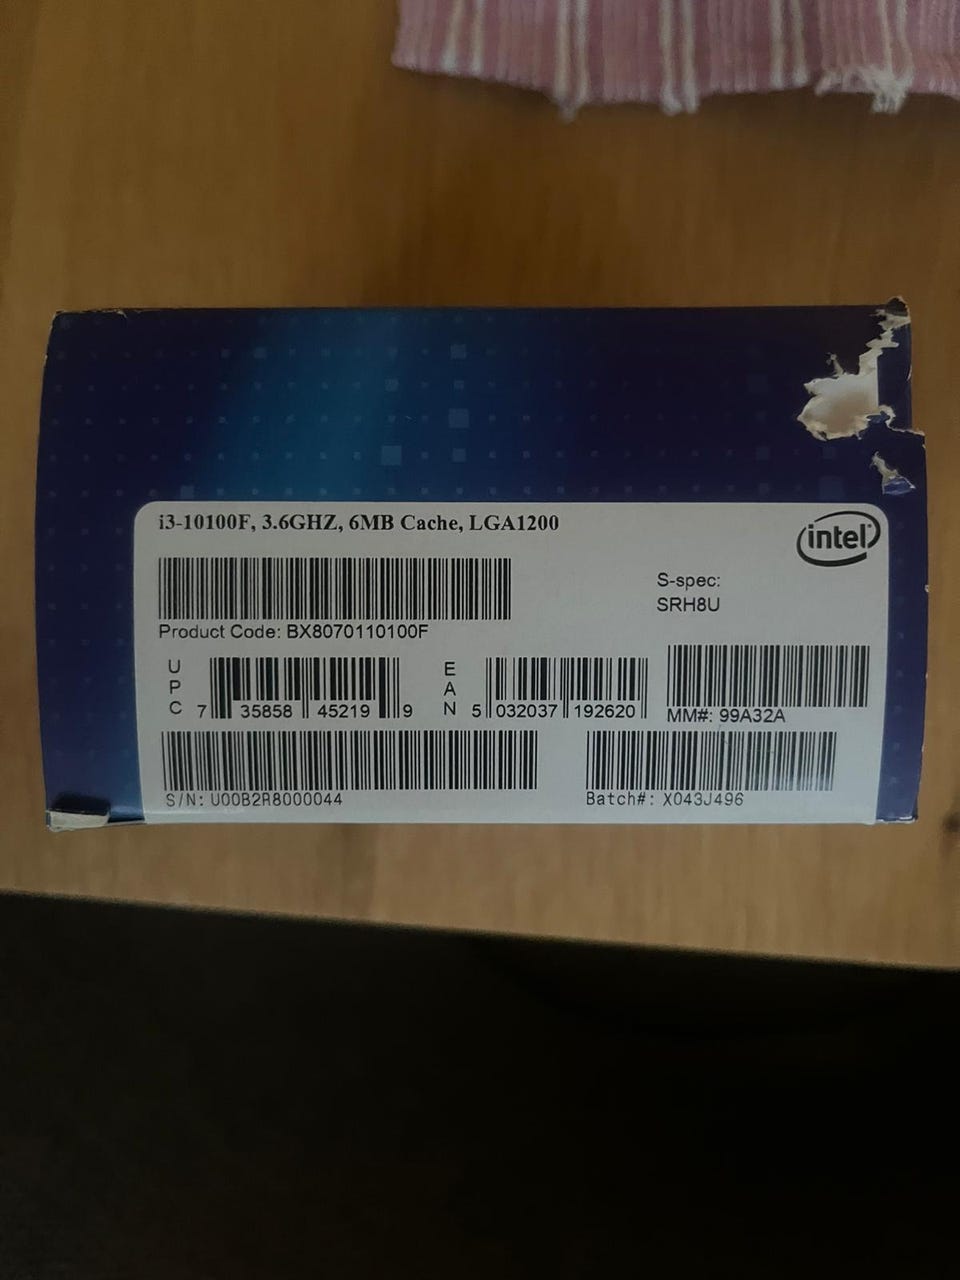 i3-10100F, 3.6GHZ, 6MB Cache, LGA1200
intel
S-spec:
SRH8U
Product Code: BX8070110100F
UPC 7 35858 45219 9
EAN 5 032037 192620
MM#: 99A32A
S/N: U00B2R8000044
Batch#: X043J496